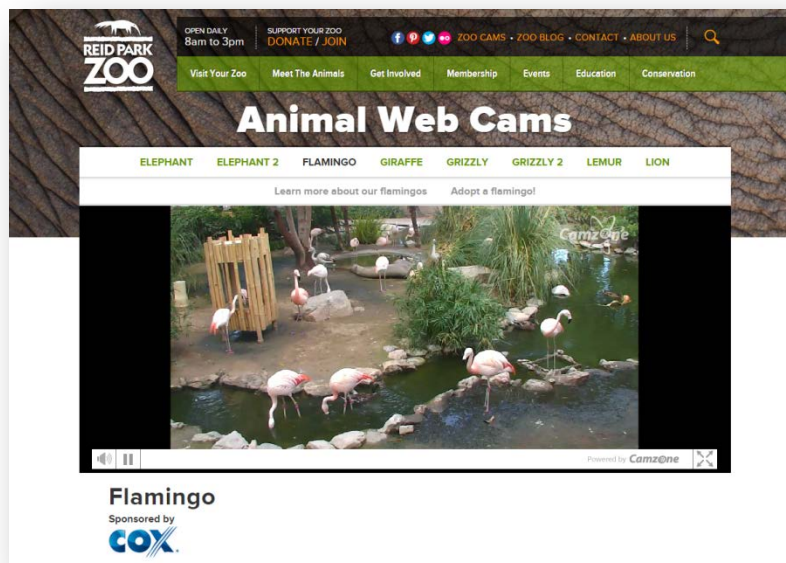 REID PARK
ZOO
OPEN DAILY
8am to 3pm
SUPPORT YOUR ZOO
DONATE / JOIN
ZOO CAMS • ZOO BLOG • CONTACT • ABOUT US
Visit Your Zoo Meet The Animals Get Involved Membership Events Education Conservation
Animal Web Cams
ELEPHANT ELEPHANT 2 FLAMINGO GIRAFFE GRIZZLY GRIZZLY 2 LEMUR LION
Learn more about our flamingos Adopt a flamingo!
Camzone
Powered by Camz@ne
Flamingo
Sponsored by
COX.